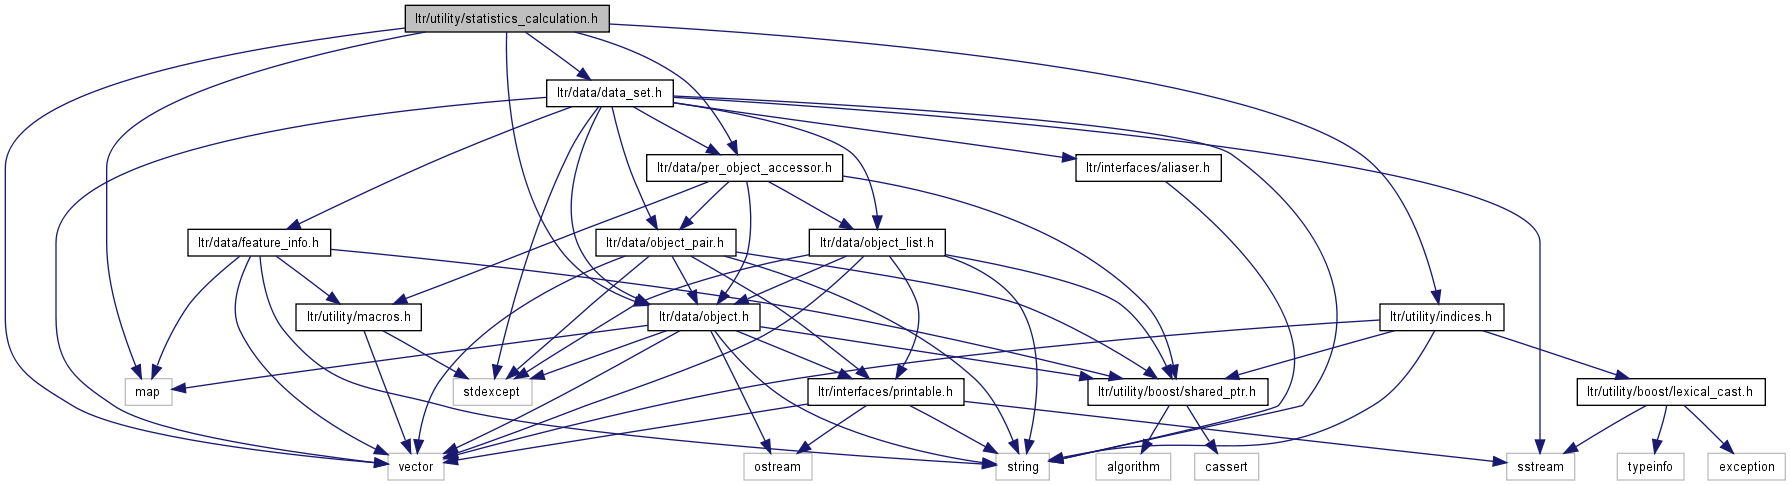 ltr/utility/statistics_calculation.h
ltr/data/data_set.h
ltr/data/per_object_accessor.h
ltr/interfaces/aliaser.h
ltr/data/feature_info.h
ltr/data/object_pair.h
ltr/data/object_list.h
ltr/utility/macros.h
ltr/data/object.h
ltr/utility/indices.h
map
stdexcept
ltr/interfaces/printable.h
ltr/utility/boost/shared_ptr.h
ltr/utility/boost/lexical_cast.h
vector
ostream
string
algorithm
cassert
sstream
typeinfo
exception